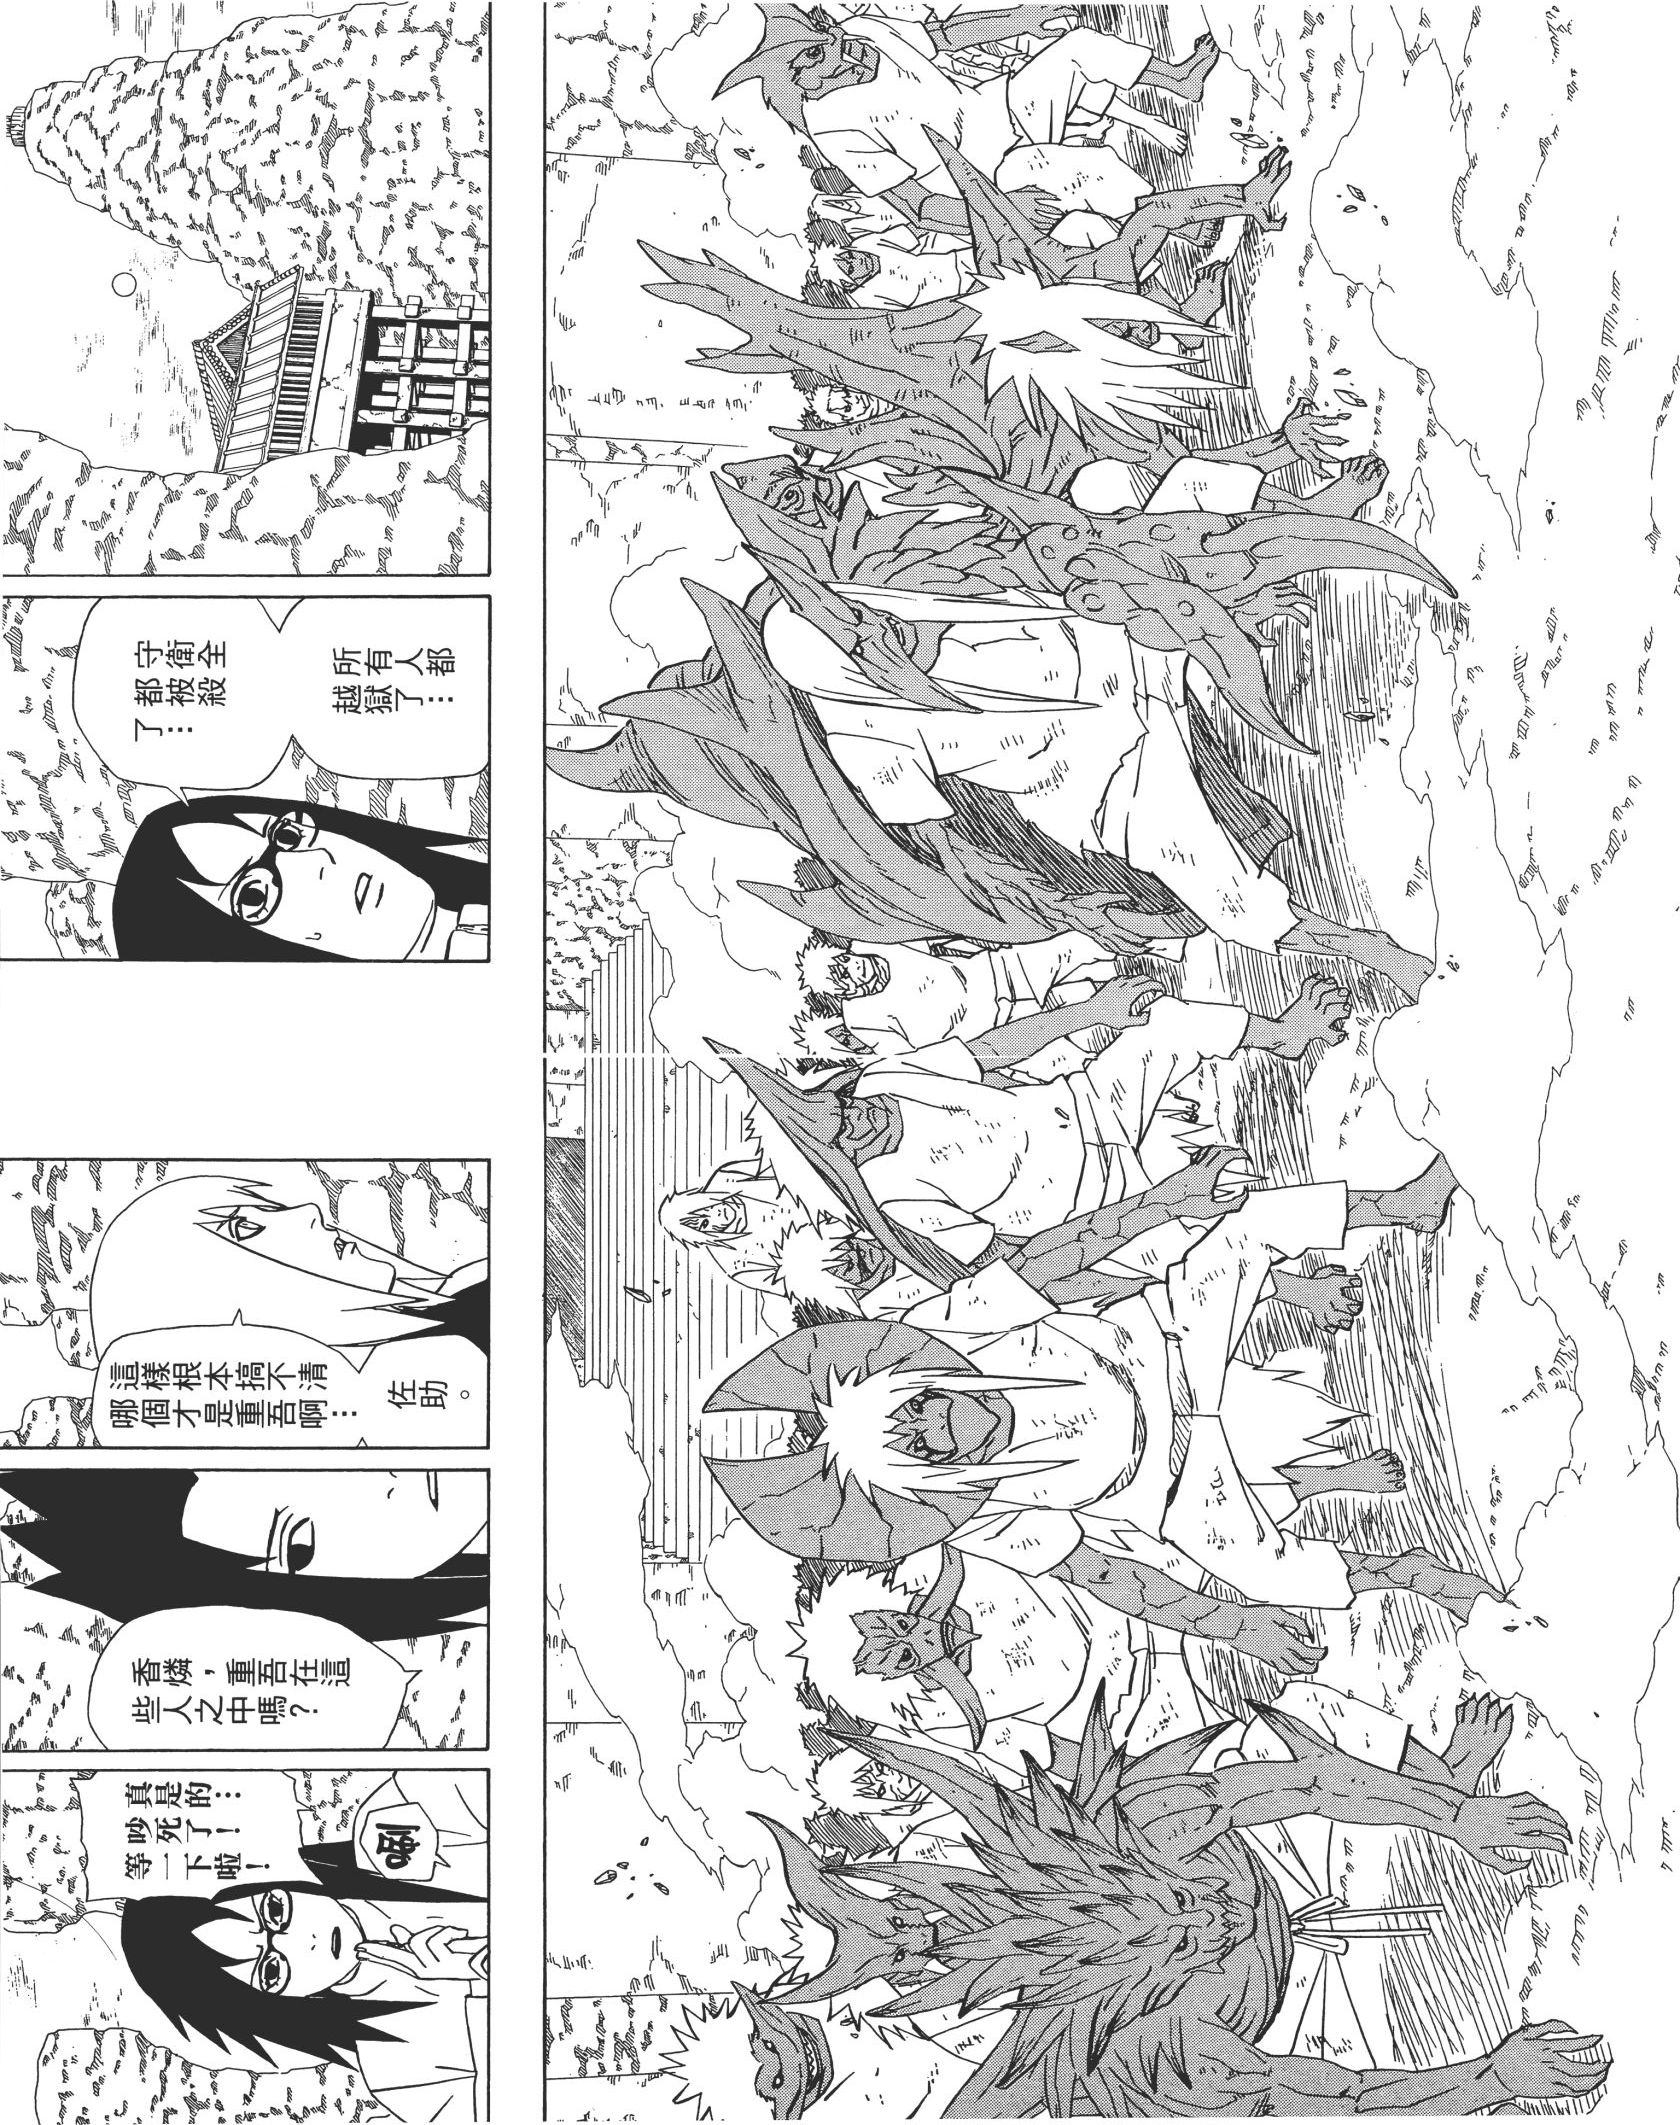 守衛全
都被殺
了…
所有人都
越獄了…
這樣根本搞不清
哪個才是重吾啊…
佐助。
香燐，重吾在這
些人之中嗎？
真是的…
吵死了！
等一下啦！
唰